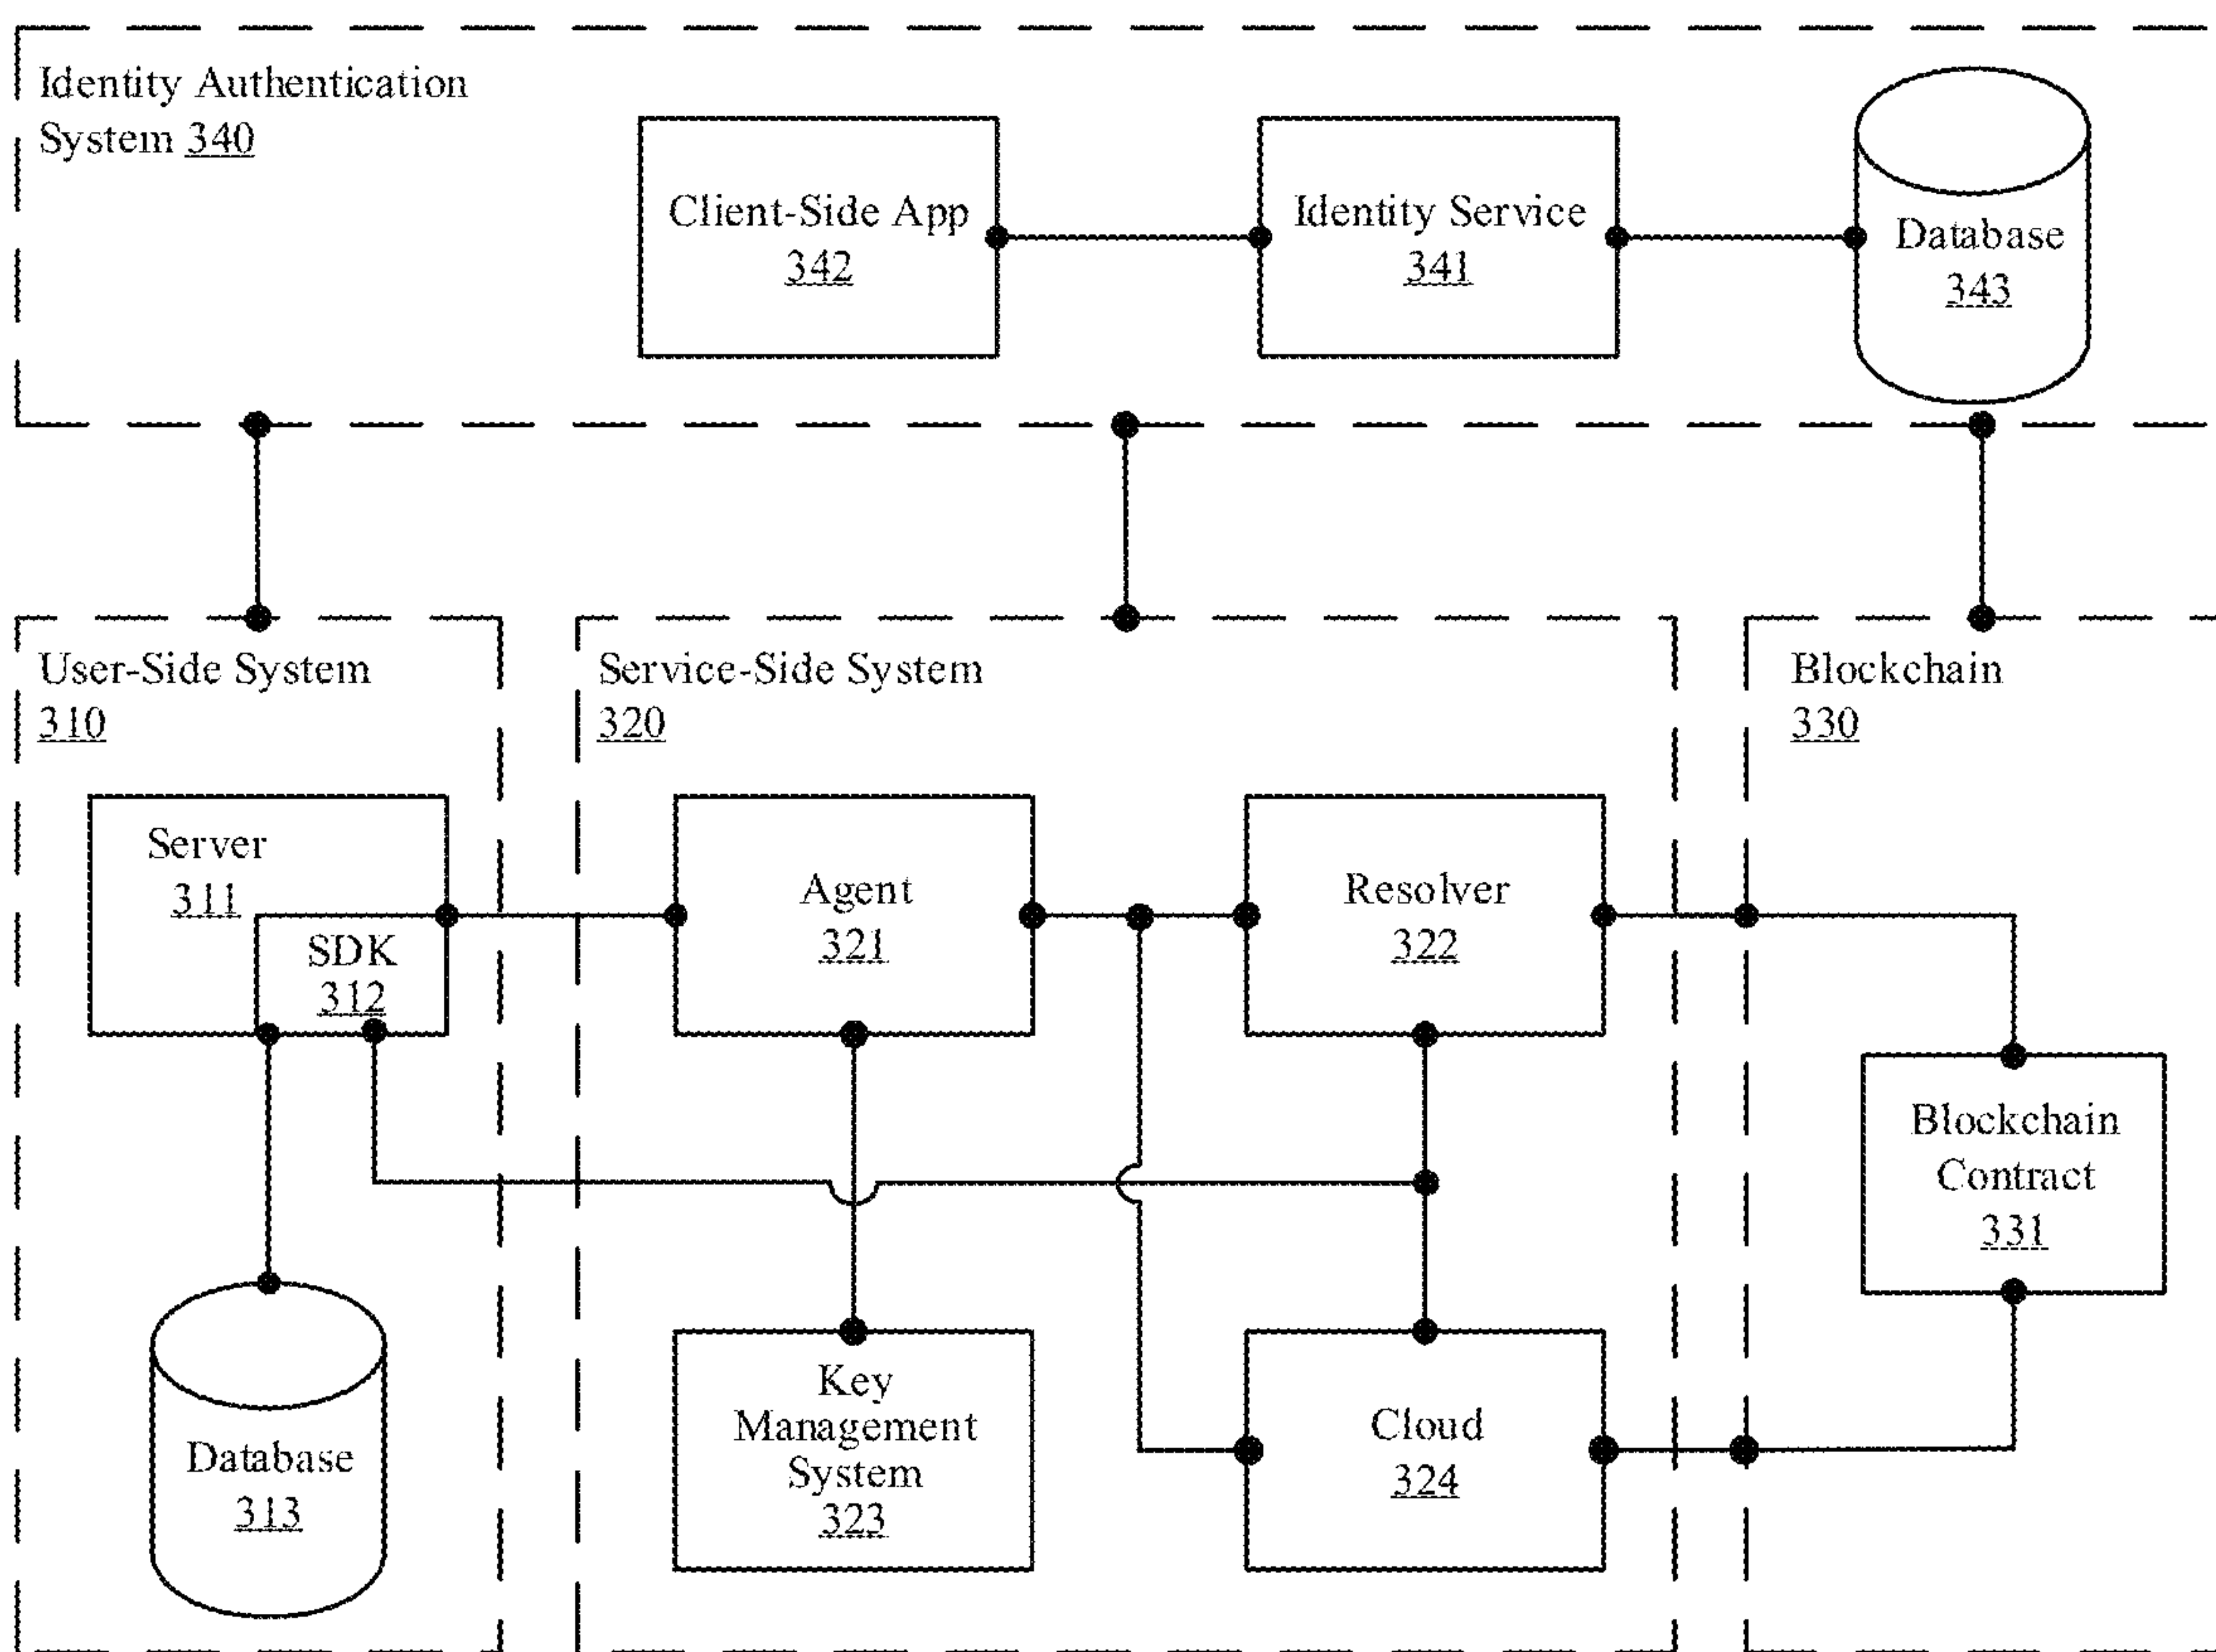 Identity Authentication
System 340
Client-Side App
342
Identity Service
341
Database
343
User-Side System
310
Server
311
SDK
312
Database
313
Service-Side System
320
Agent
321
Resolver
322
Key
Management
System
323
Cloud
324
Blockchain
330
Blockchain
Contract
331